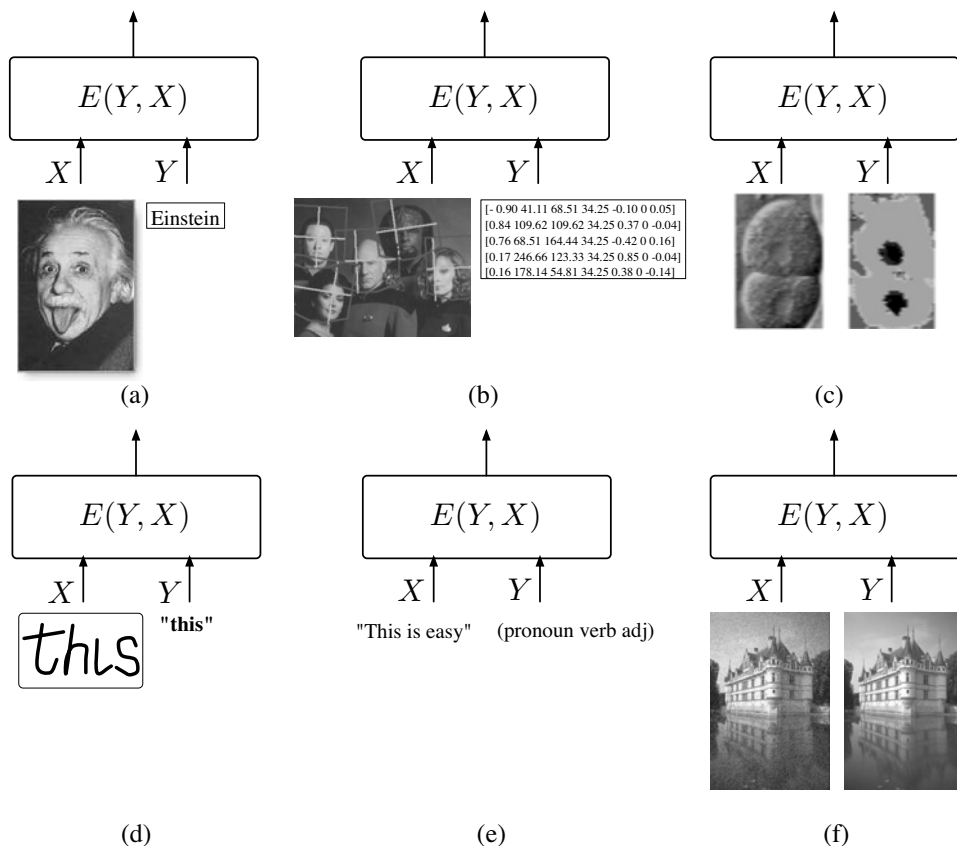 E(Y, X)
X Y
Einstein
(a)
E(Y, X)
X Y
[- 0.90 41.11 68.51 34.25 -0.10 0 0.05]
[0.84 109.62 109.62 34.25 0.37 0 -0.04]
[0.76 68.51 164.44 34.25 -0.42 0 0.16]
[0.17 246.66 123.33 34.25 0.85 0 -0.04]
[0.16 178.14 54.81 34.25 0.38 0 -0.14]
(b)
E(Y, X)
X Y
(c)
E(Y, X)
X Y
this
"this"
(d)
E(Y, X)
X Y
"This is easy" (pronoun verb adj)
(e)
E(Y, X)
X Y
(f)